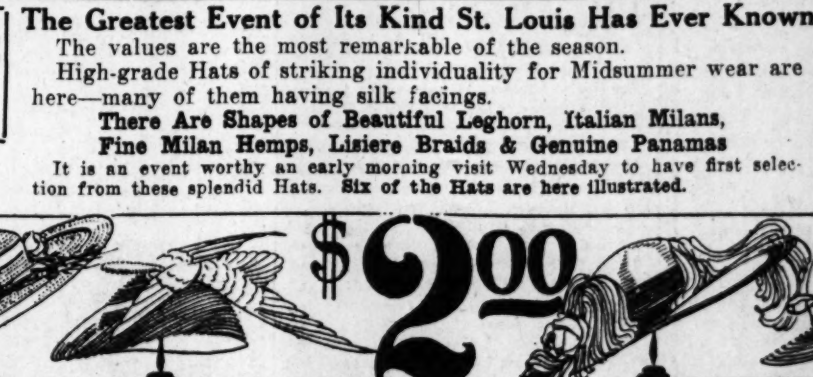 The Greatest Event of Its Kind St. Louis Has Ever Known
The values are the most remarkable of the season.
High-grade Hats of striking individuality for Midsummer wear are
here—many of them having silk facings.
There Are Shapes of Beautiful Leghorn, Italian Milans,
Fine Milan Hemps, Lisiere Braids & Genuine Panamas
It is an event worthy an early morning visit Wednesday to have first selec-
tion from these splendid Hats. Six of the Hats are here illustrated.
$2.00